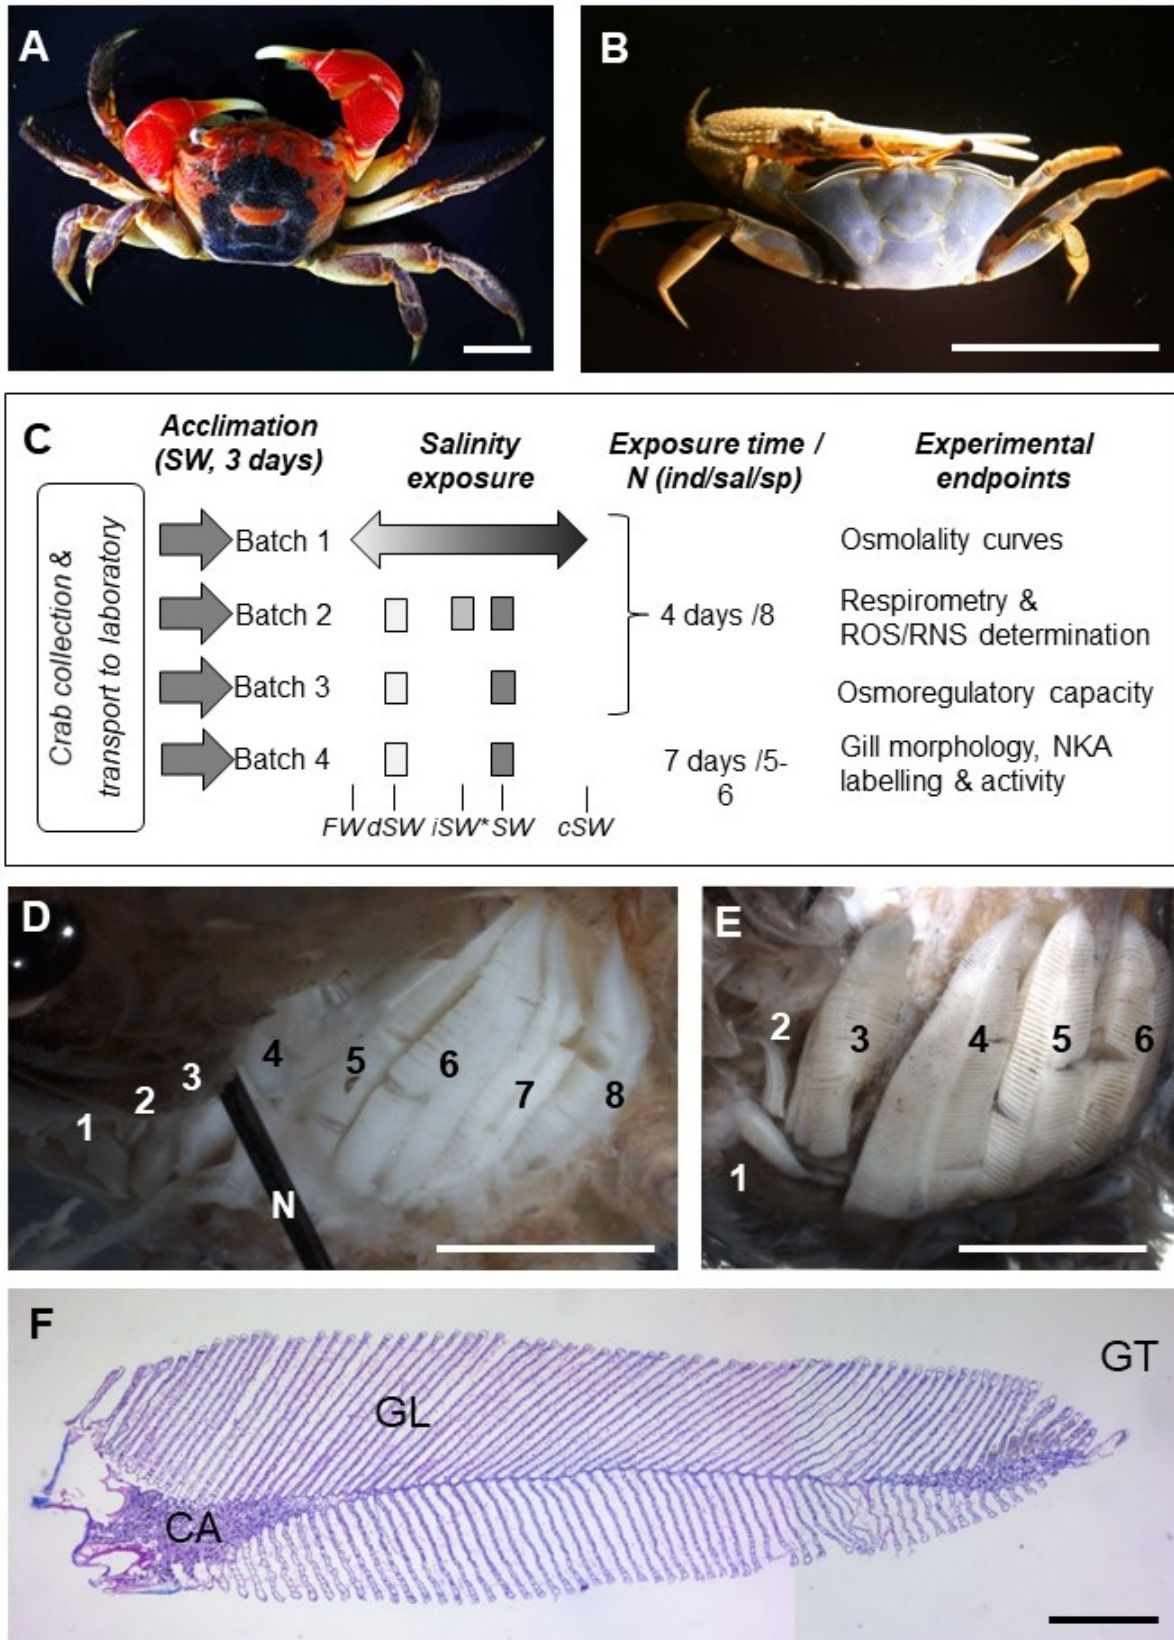 A
B
C
Acclimation
(SW, 3 days)
Salinity
exposure
Exposure time /
N (ind/sal/sp)
Experimental
endpoints
Crab collection &
transport to laboratory
Batch 1
Osmolality curves
Batch 2
4 days /8
Respirometry &
ROS/RNS determination
Batch 3
Osmoregulatory capacity
Batch 4
7 days /5-
6
Gill morphology, NKA
labelling & activity
FW dSW iSW* SW cSW
D
1 2 3 4 5 6 7 8
N
E
1 2 3 4 5 6
F
GL
GT
CA